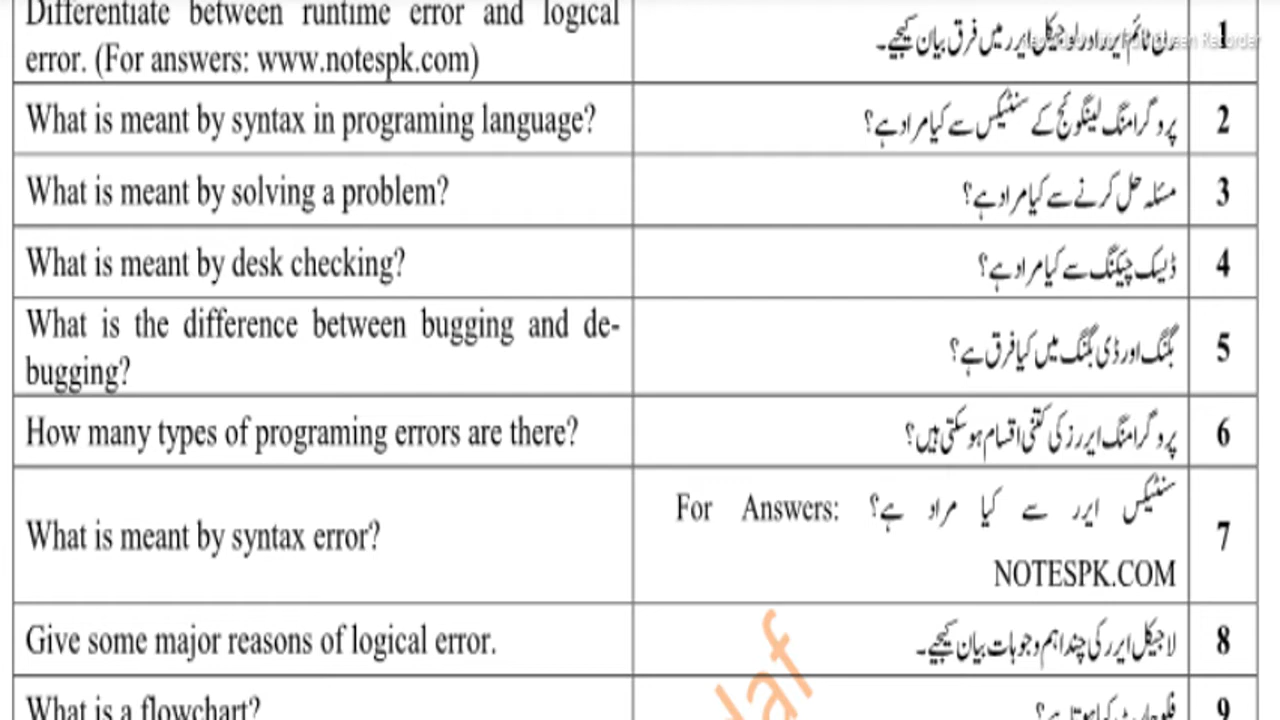 Differentiate between runtime error and logical
error. (For answers: www.notespk.com)
رن ٹائم ایرر اور لوجیکل ایرر میں فرق بیان کیجیے۔
1
What is meant by syntax in programing language?
پروگرامنگ لینگوئج کے سنٹیکس سے کیا مراد ہے؟
2
What is meant by solving a problem?
مسئلہ حل کرنے سے کیا مراد ہے؟
3
What is meant by desk checking?
ڈیسک چیکنگ سے کیا مراد ہے؟
4
What is the difference between bugging and de-
bugging?
بگنگ اور ڈی بگنگ میں کیا فرق ہے؟
5
How many types of programing errors are there?
پروگرامنگ ایررز کی کتنی اقسام ہو سکتی ہیں؟
6
What is meant by syntax error?
سنٹیکس ایرر سے کیا مراد ہے؟ For Answers:
NOTESPK.COM
7
Give some major reasons of logical error.
لاجیکل ایرر کی چند اہم وجوہات بیان کیجیے۔
8
What is a flowchart?
فلوچارٹ کیا ہوتا ہے؟
9